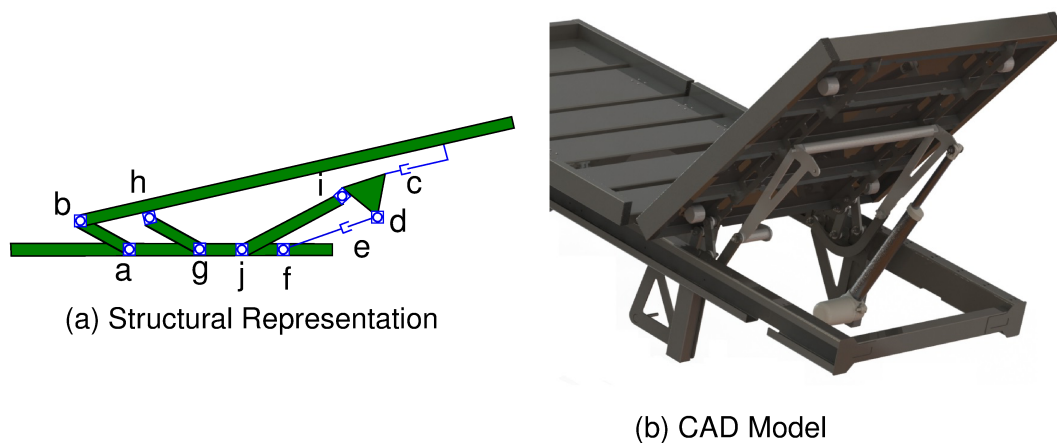 h
b
i
c
d
e
a
g
j
f
(a) Structural Representation
(b) CAD Model